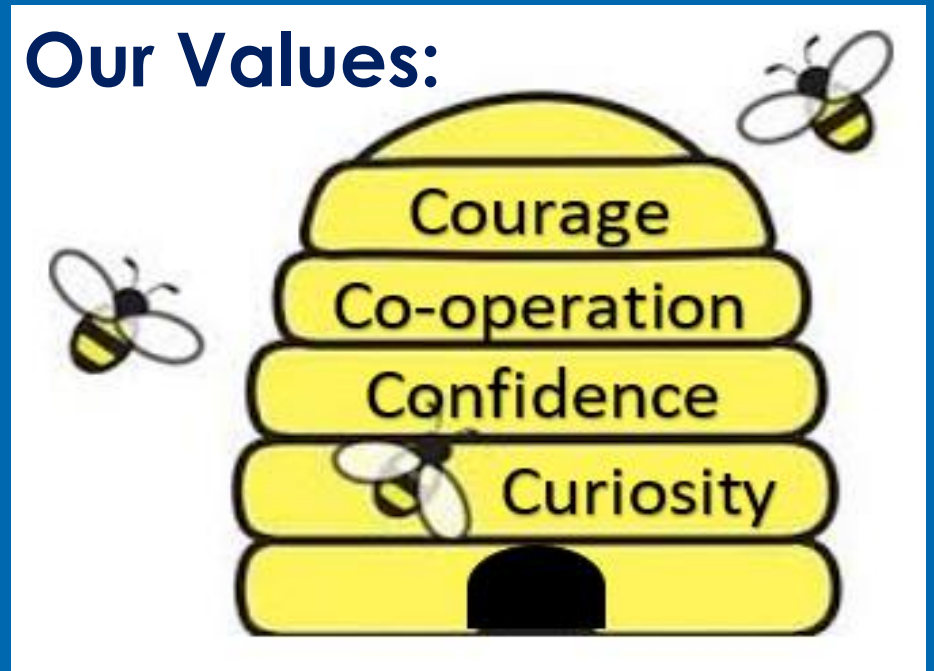 Our Values:
Courage
Co-operation
Confidence
Curiosity